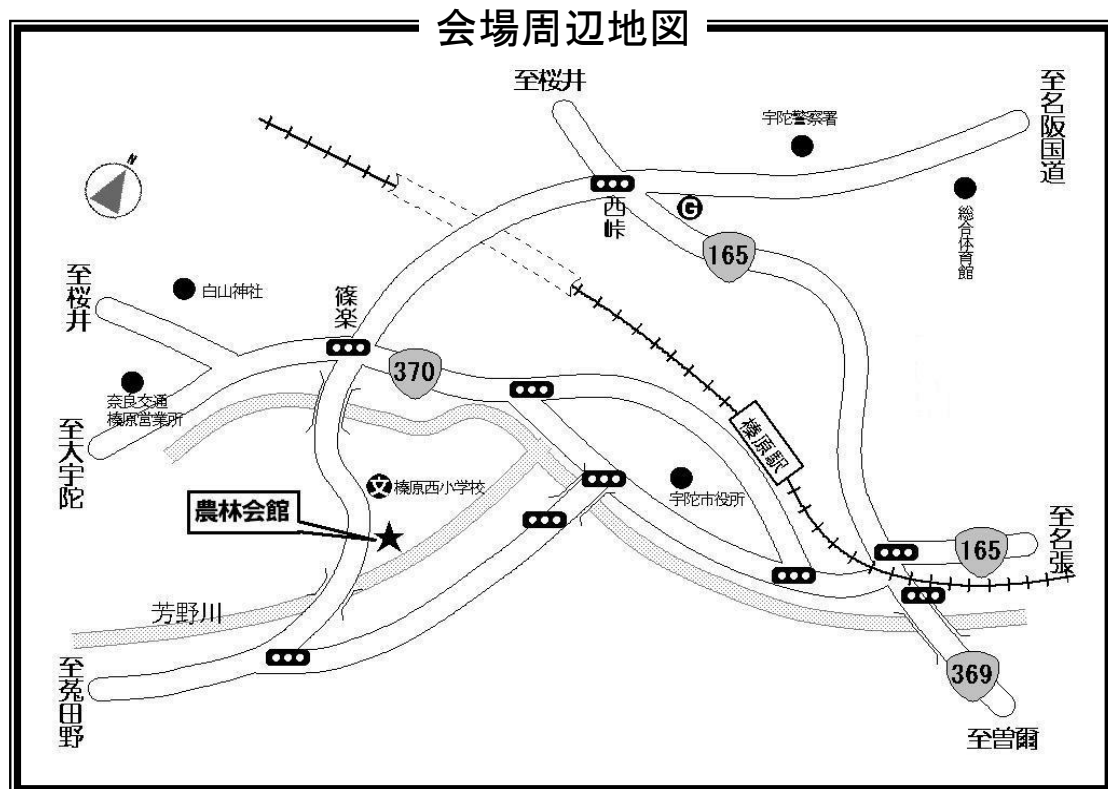 会場周辺地図
至桜井
至名阪国道
宇陀警察署
N
西峠
G
総合体育館
165
至桜井
白山神社
篠楽
370
奈良交通
榛原営業所
至大宇陀
榛原駅
文
榛原西小学校
宇陀市役所
農林会館
至名張
165
芳野川
至菟田野
369
至曽爾